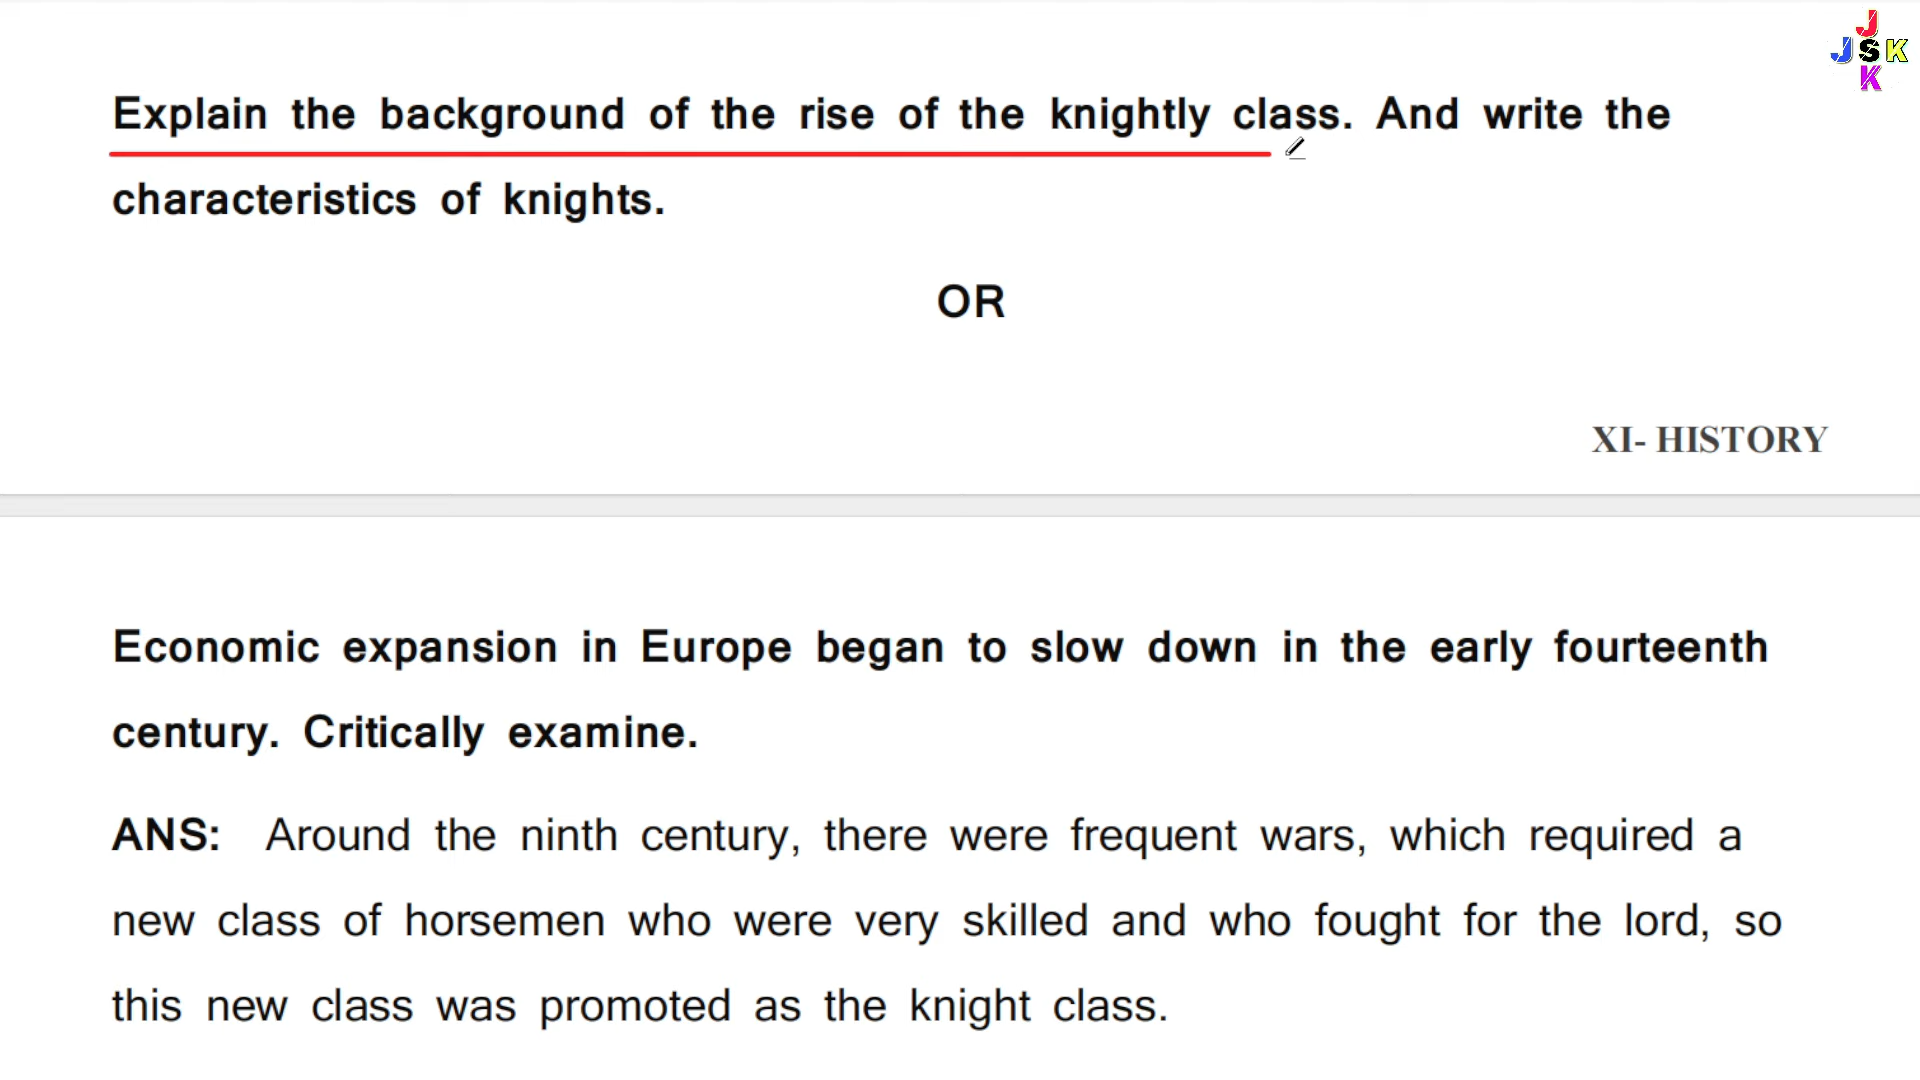 J
J S K
K
Explain the background of the rise of the knightly class. And write the
characteristics of knights.
OR
XI- HISTORY
Economic expansion in Europe began to slow down in the early fourteenth
century. Critically examine.
ANS: Around the ninth century, there were frequent wars, which required a
new class of horsemen who were very skilled and who fought for the lord, so
this new class was promoted as the knight class.